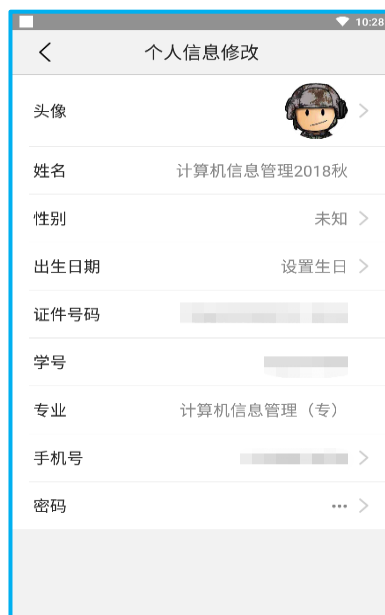 10:28
个人信息修改
头像
姓名 计算机信息管理2018秋
性别 未知
出生日期 设置生日
证件号码
学号
专业 计算机信息管理（专）
手机号
密码 •••